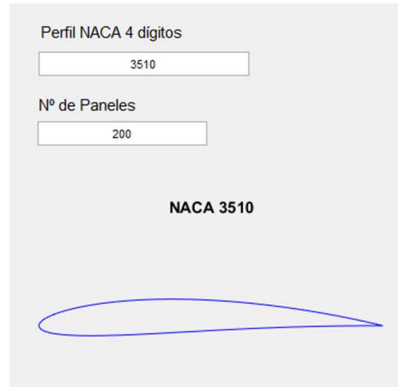 Perfil NACA 4 dígitos
3510
Nº de Paneles
200
NACA 3510